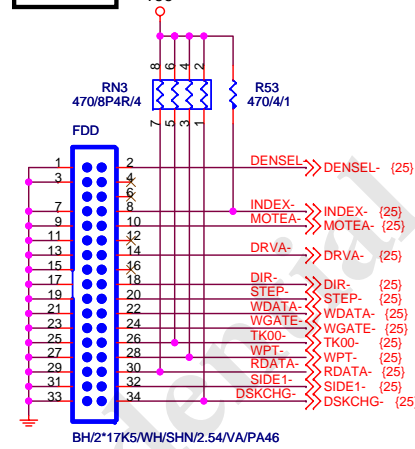 RN3
470/8P4R/4
8 6 4 2
7 5 3 1
R53
470/4/1
FDD
1 2 DENSEL- DENSEL- {25}
3 4
6
7 8 INDEX- INDEX- {25}
9 10 MOTEA- MOTEA- {25}
11 12
13 14 DRVA- DRVA- {25}
15 16
17 18 DIR- DIR- {25}
19 20 STEP- STEP- {25}
21 22 WDATA- WDATA- {25}
23 24 WGATE- WGATE- {25}
25 26 TK00- TK00- {25}
27 28 WPT- WPT- {25}
29 30 RDATA- RDATA- {25}
31 32 SIDE1- SIDE1- {25}
33 34 DSKCHG- DSKCHG- {25
BH/2*17K5/WH/SHN/2.54/VA/PA46